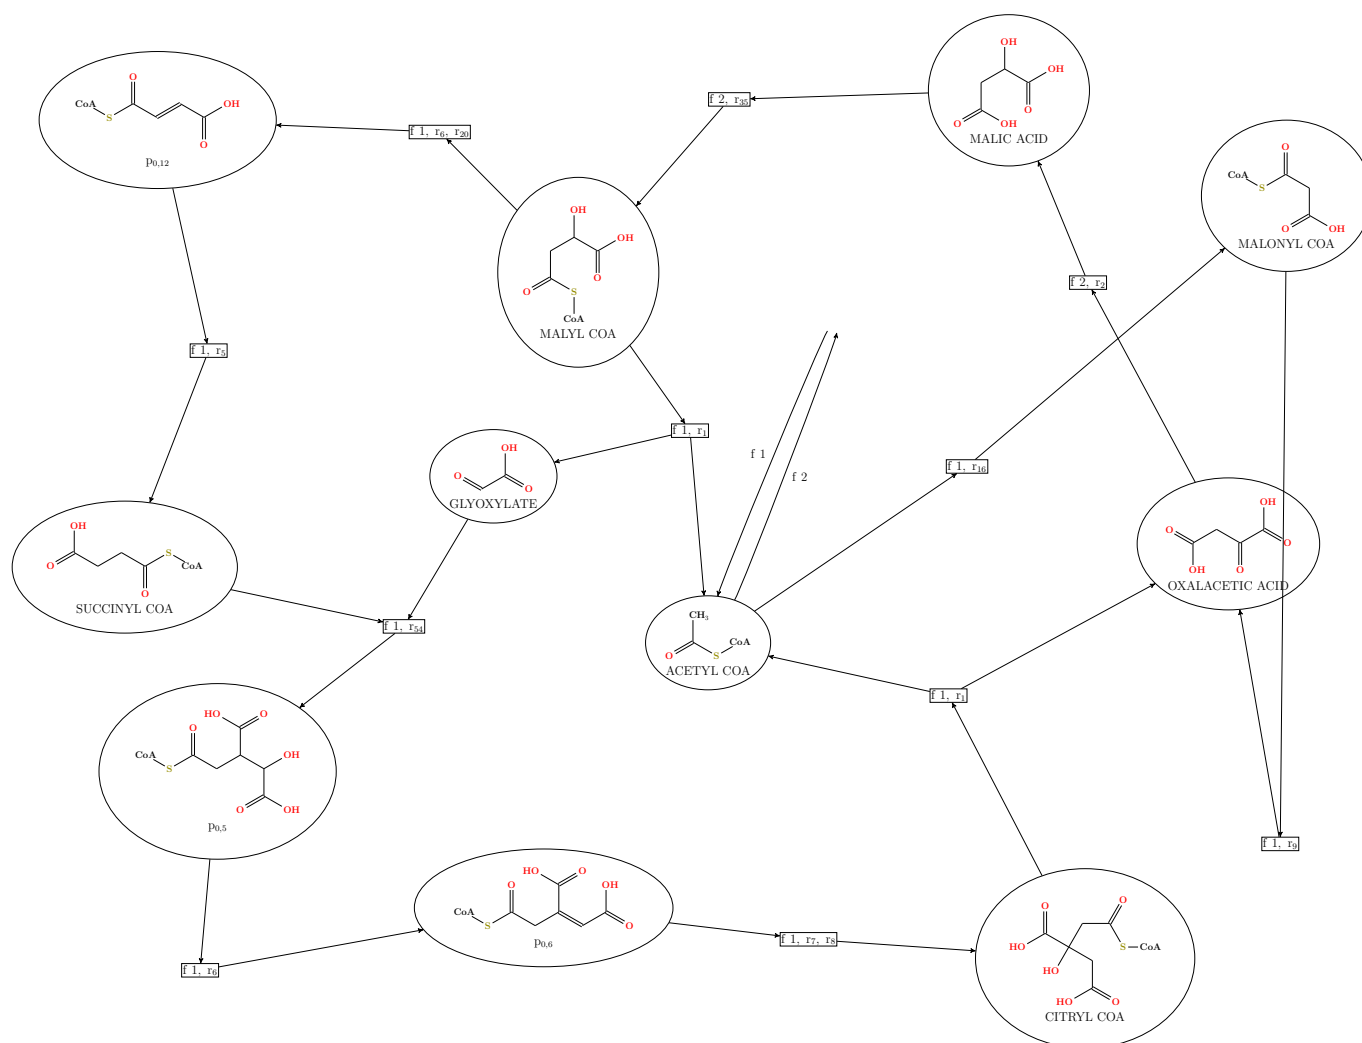 OH
OH
O
O
OH
MALIC ACID
f 2, r35
O
CoA
S
OH
O
p0,12
f 1, r6, r20
O
CoA
S
O
OH
MALONYL COA
OH
OH
O
O
S
CoA
MALYL COA
f 2, r2
f 1, r5
f 1, r1
f 1
f 2
f 1, r16
OH
O
O
GLYOXYLATE
OH
O
O
OH
O
OXALACETIC ACID
OH
O
S
CoA
O
SUCCINYL COA
f 1, r54
CH3
CoA
O
S
ACETYL COA
f 1, r1
HO
O
O
CoA
S
OH
O
OH
p0,5
f 1, r9
HO
O
O
OH
CoA
S
O
p0,6
f 1, r7, r8
f 1, r6
O
O
HO
S
CoA
HO
HO
O
CITRYL COA